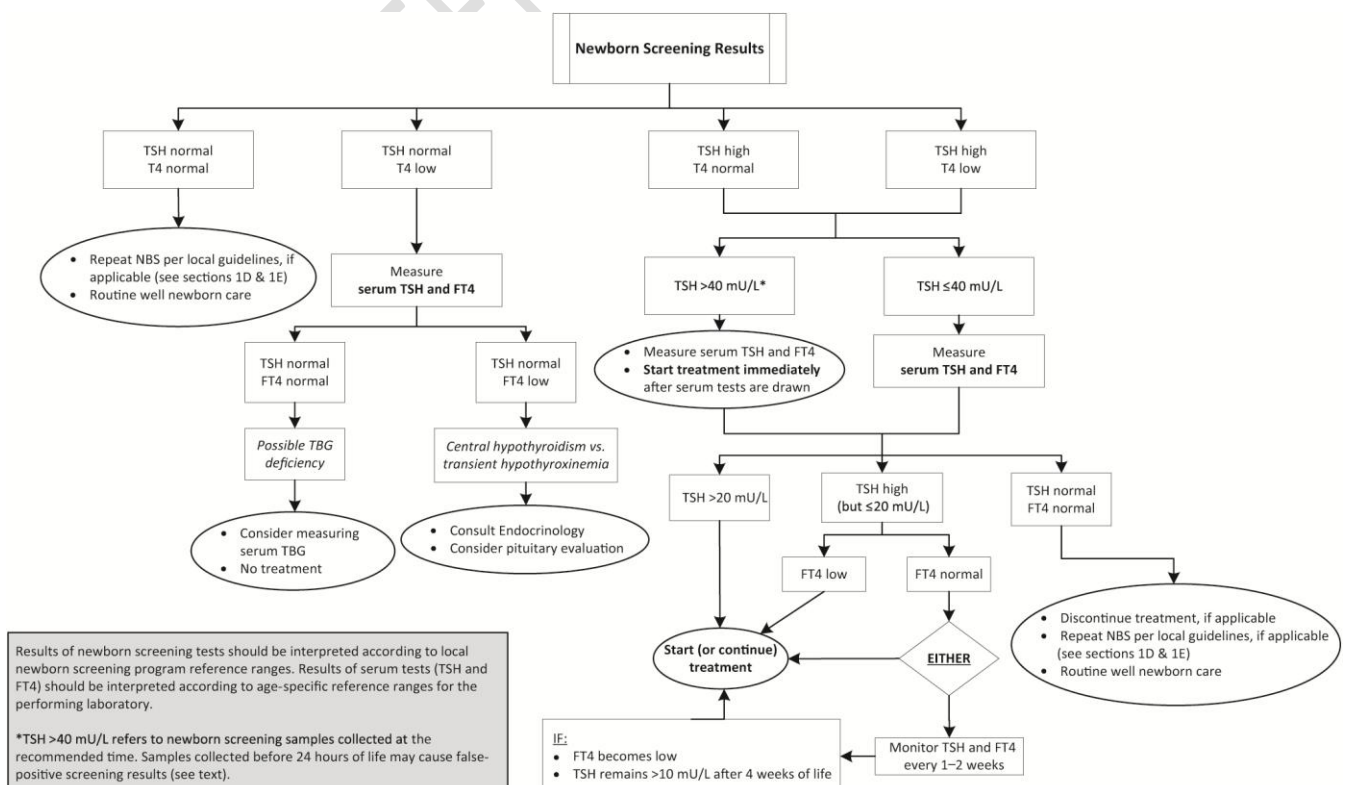 Newborn Screening Results
TSH normal
T4 normal
TSH normal
T4 low
TSH high
T4 normal
TSH high
T4 low
• Repeat NBS per local guidelines, if
applicable (see sections 1D & 1E)
• Routine well newborn care
Measure
serum TSH and FT4
TSH >40 mU/L*
TSH ≤40 mU/L
• Measure serum TSH and FT4
• Start treatment immediately
after serum tests are drawn
Measure
serum TSH and FT4
TSH normal
FT4 normal
TSH normal
FT4 low
Possible TBG
deficiency
Central hypothyroidism vs.
transient hypothyroxinemia
• Consider measuring
serum TBG
• No treatment
• Consult Endocrinology
• Consider pituitary evaluation
TSH >20 mU/L
TSH high
(but ≤20 mU/L)
TSH normal
FT4 normal
FT4 low
FT4 normal
• Discontinue treatment, if applicable
• Repeat NBS per local guidelines, if applicable
(see sections 1D & 1E)
• Routine well newborn care
Start (or continue)
treatment
EITHER
Monitor TSH and FT4
every 1–2 weeks
IF:
• FT4 becomes low
• TSH remains >10 mU/L after 4 weeks of life
Results of newborn screening tests should be interpreted according to local
newborn screening program reference ranges. Results of serum tests (TSH and
FT4) should be interpreted according to age-specific reference ranges for the
performing laboratory.
*TSH >40 mU/L refers to newborn screening samples collected at the
recommended time. Samples collected before 24 hours of life may cause false-
positive screening results (see text).